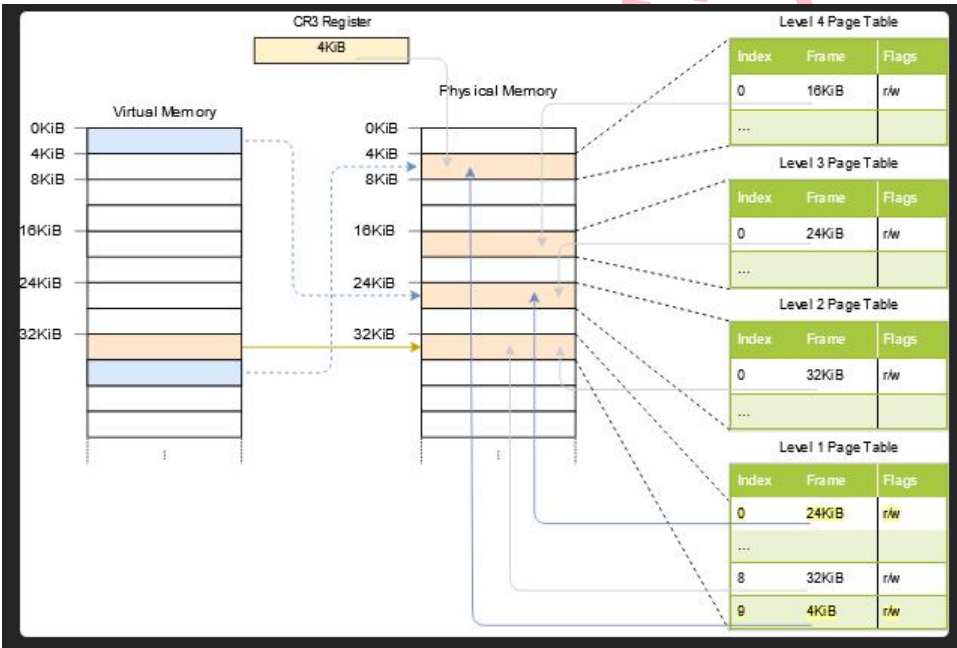 CR3 Register
4KiB
Virtual Memory
0KiB
4KiB
8KiB
16KiB
24KiB
32KiB
Physical Memory
0KiB
4KiB
8KiB
16KiB
24KiB
32KiB
Level 4 Page Table
Index Frame Flags
0 16KiB r/w
...
Level 3 Page Table
Index Frame Flags
0 24KiB r/w
...
Level 2 Page Table
Index Frame Flags
0 32KiB r/w
...
Level 1 Page Table
Index Frame Flags
0 24KiB r/w
...
8 32KiB r/w
9 4KiB r/w